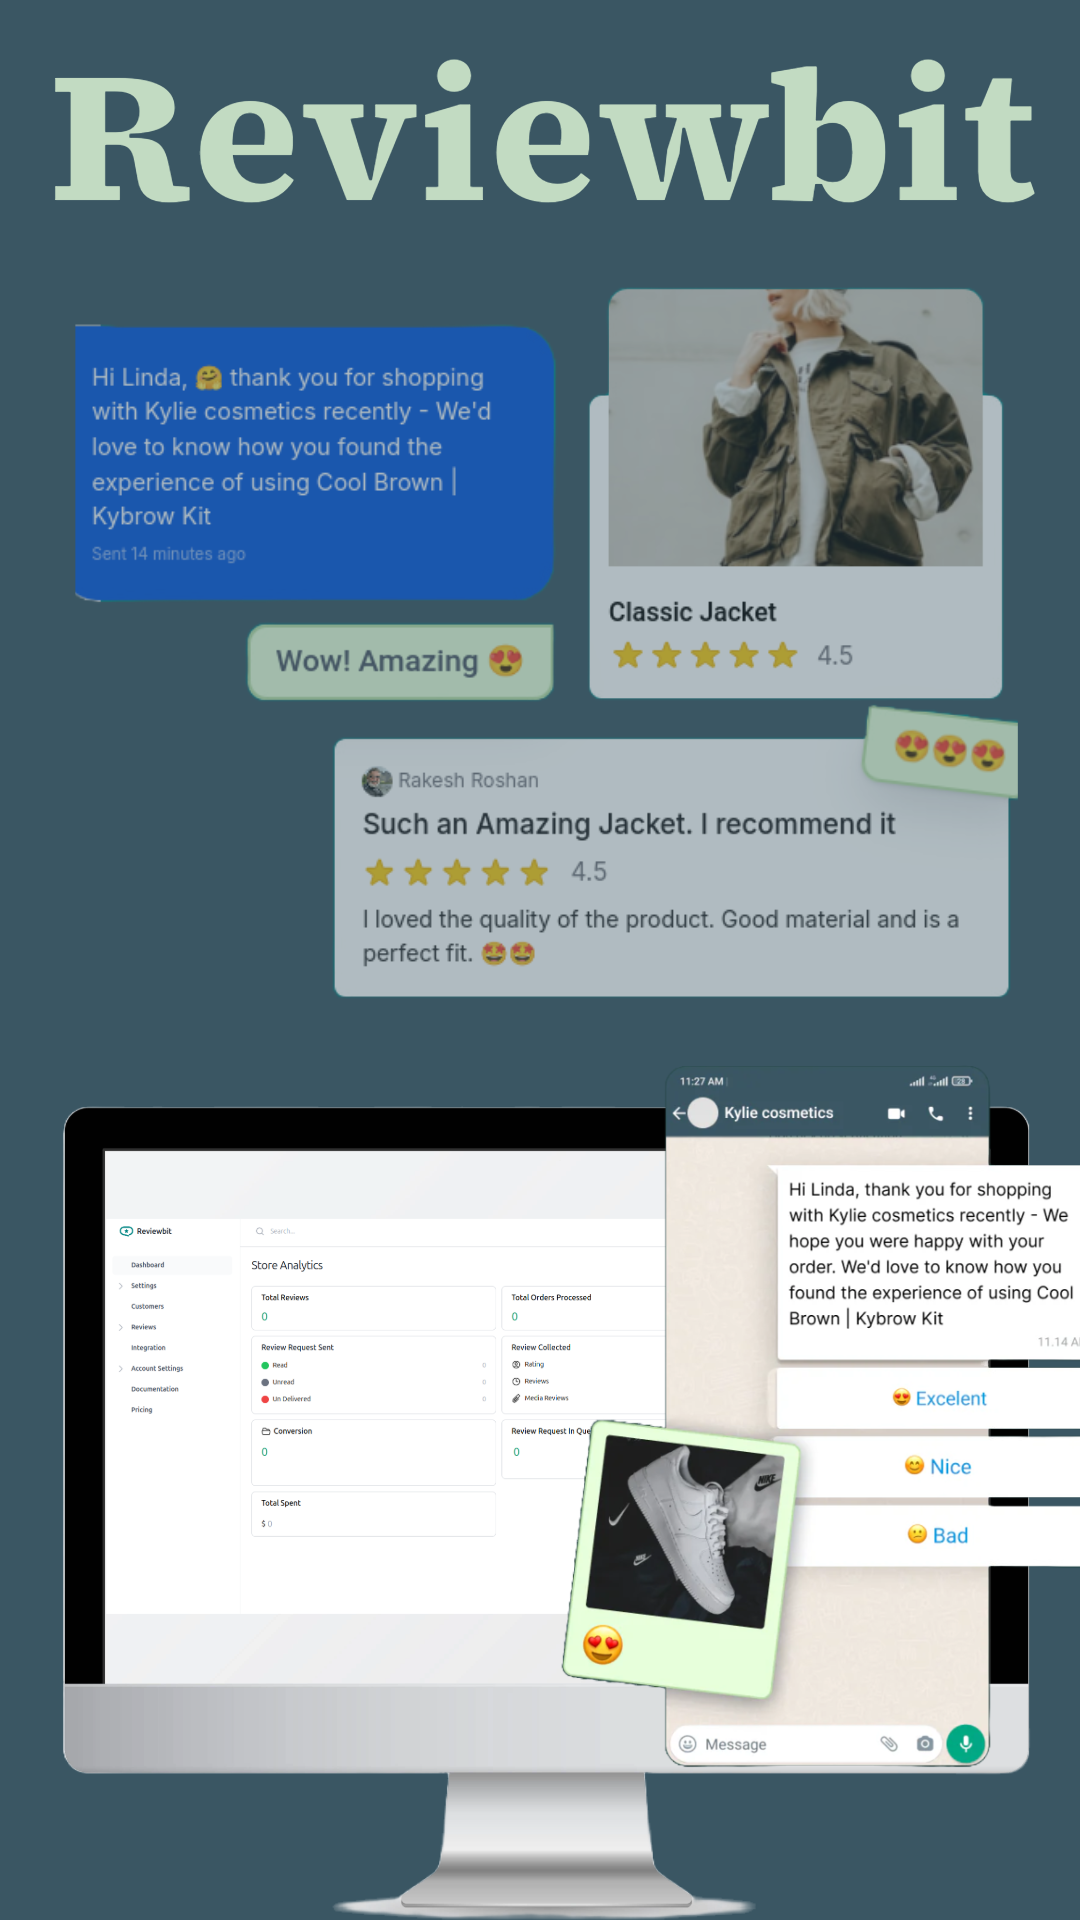 Reviewbit
Hi Linda, 🤗 thank you for shopping
with Kylie cosmetics recently - We'd
love to know how you found the
experience of using Cool Brown |
Kybrow Kit
Sent 14 minutes ago
Wow! Amazing 😍
Classic Jacket
4.5
😍😍😍
Rakesh Roshan
Such an Amazing Jacket. I recommend it
4.5
I loved the quality of the product. Good material and is a
perfect fit. 🤩🤩
11:27 AM
Kylie cosmetics
Hi Linda, thank you for shopping
with Kylie cosmetics recently - We
hope you were happy with your
order. We'd love to know how you
found the experience of using Cool
Brown | Kybrow Kit
11.14 A
😍 Excelent
😊 Nice
😕 Bad
Message
Reviewbit
Search...
Dashboard
Settings
Customers
Reviews
Integration
Account Settings
Documentation
Pricing
Store Analytics
Total Reviews
0
Total Orders Processed
0
Review Request Sent
Read 0
Unread 0
Un Delivered 0
Review Collected
Rating
Reviews
Media Reviews
Conversion
0
Review Request In Que
0
Total Spent
$ 0
NIKE